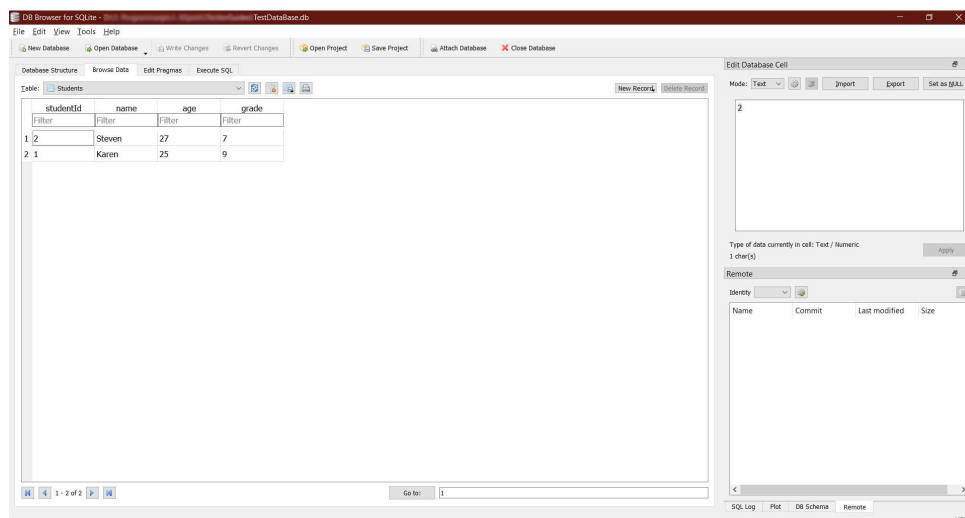 DB Browser for SQLite - TestDataBase.db
File Edit View Tools Help
New Database Open Database Write Changes Revert Changes Open Project Save Project Attach Database Close Database
Database Structure Browse Data Edit Pragmas Execute SQL
Table: Students New Record Delete Record
studentId name age grade
Filter Filter Filter Filter
1 2 Steven 27 7
2 1 Karen 25 9
1 - 2 of 2 Go to: 1
Edit Database Cell
Mode: Text Import Export Set as NULL
2
Type of data currently in cell: Text / Numeric
1 char(s)
Apply
Remote
Identity
Name Commit Last modified Size
SQL Log Plot DB Schema Remote